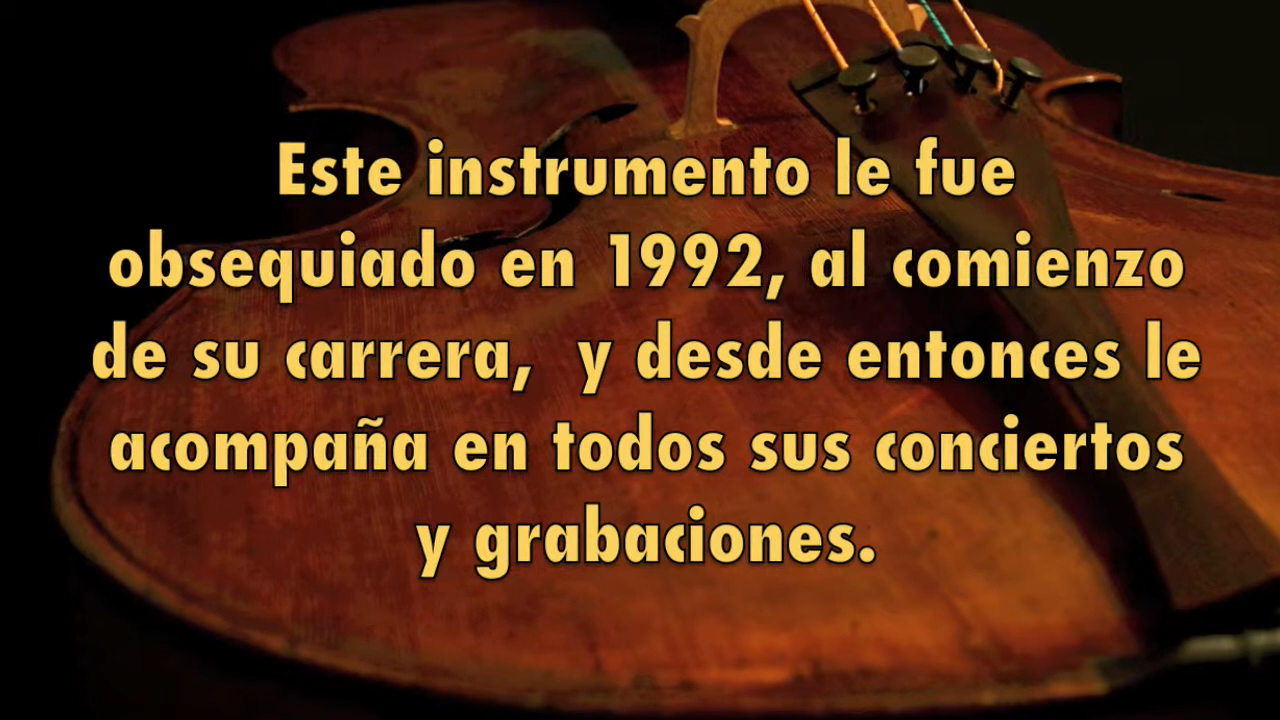 Este instrumento le fue
obsequiado en 1992, al comienzo
de su carrera,  y desde entonces le
acompaña en todos sus conciertos
y grabaciones.